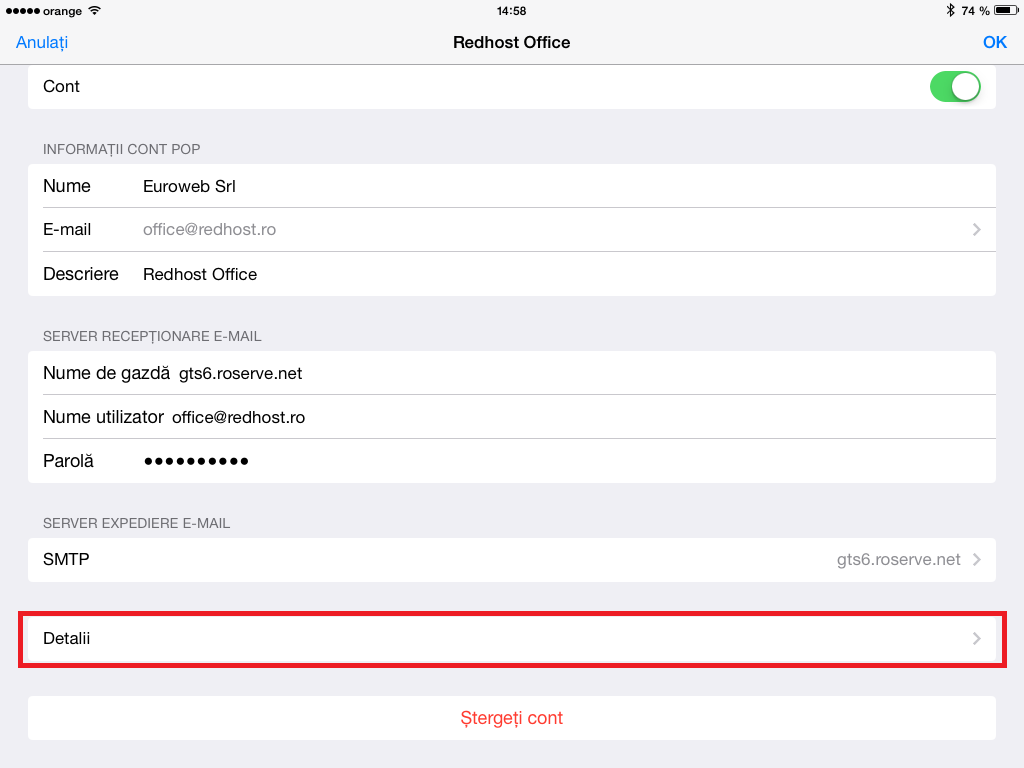 orange 14:58 74 %
Anulați Redhost Office OK
Cont
INFORMAȚII CONT POP
Nume Euroweb Srl
E-mail office@redhost.ro
Descriere Redhost Office
SERVER RECEPȚIONARE E-MAIL
Nume de gazdă gts6.roserve.net
Nume utilizator office@redhost.ro
Parolă ●●●●●●●●●●
SERVER EXPEDIERE E-MAIL
SMTP gts6.roserve.net
Detalii
Ștergeți cont